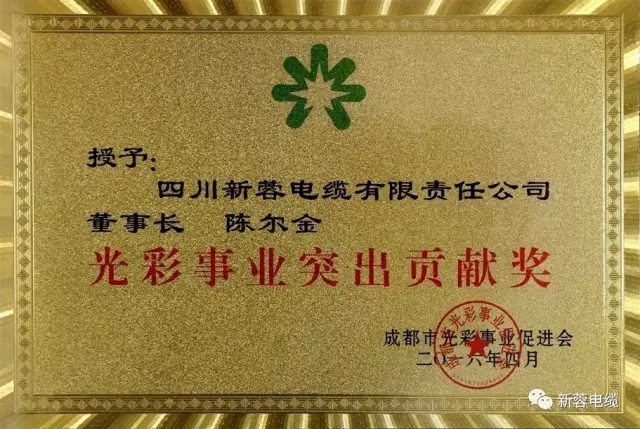 授予:
四川新蓉电缆有限责任公司
董事长 陈尔金
光彩事业突出贡献奖
成都市光彩事业促进会
二〇一六年四月
新蓉电缆